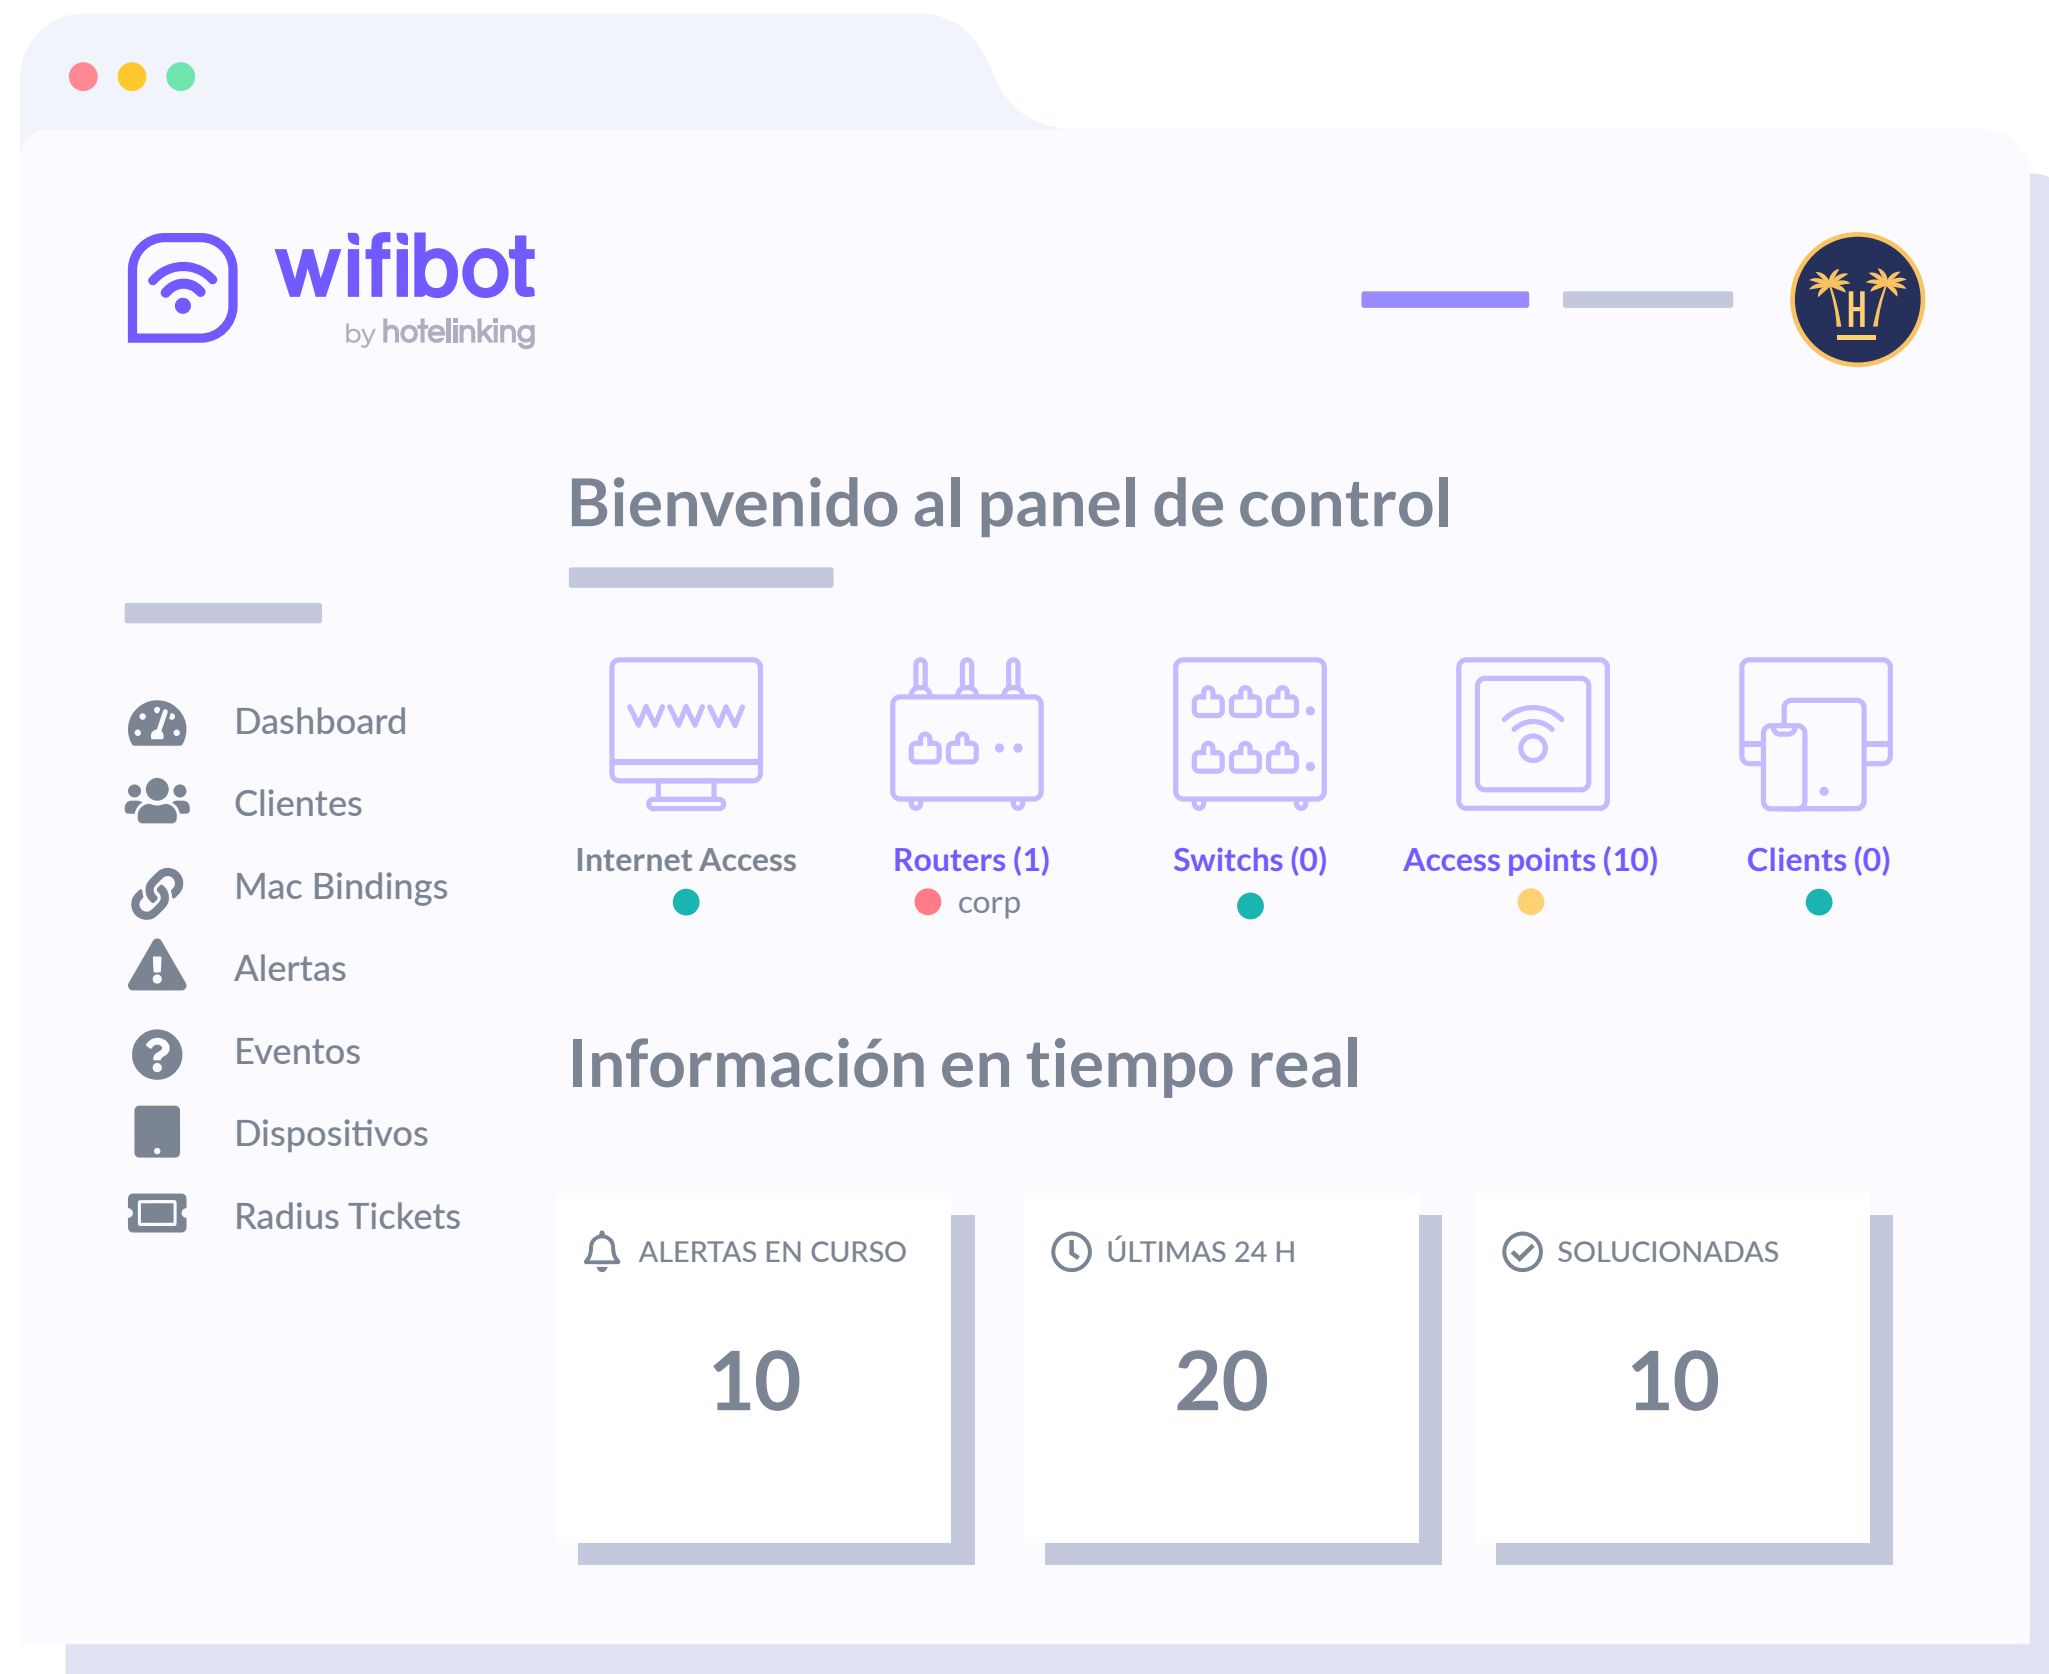 wifibot
by hotelinking
H
Bienvenido al panel de control
Dashboard
Clientes
Mac Bindings
Alertas
Eventos
Dispositivos
Radius Tickets
www
Internet Access
Routers (1)
corp
Switchs (0)
Access points (10)
Clients (0)
Información en tiempo real
ALERTAS EN CURSO
10
ÚLTIMAS 24 H
20
SOLUCIONADAS
10